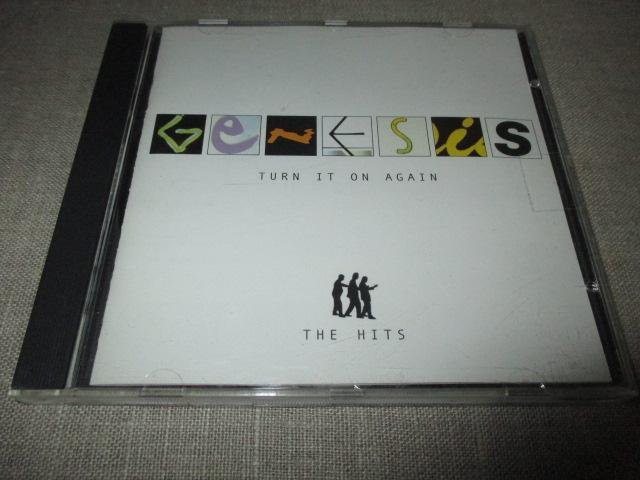 GENESIS
TURN IT ON AGAIN
THE HITS